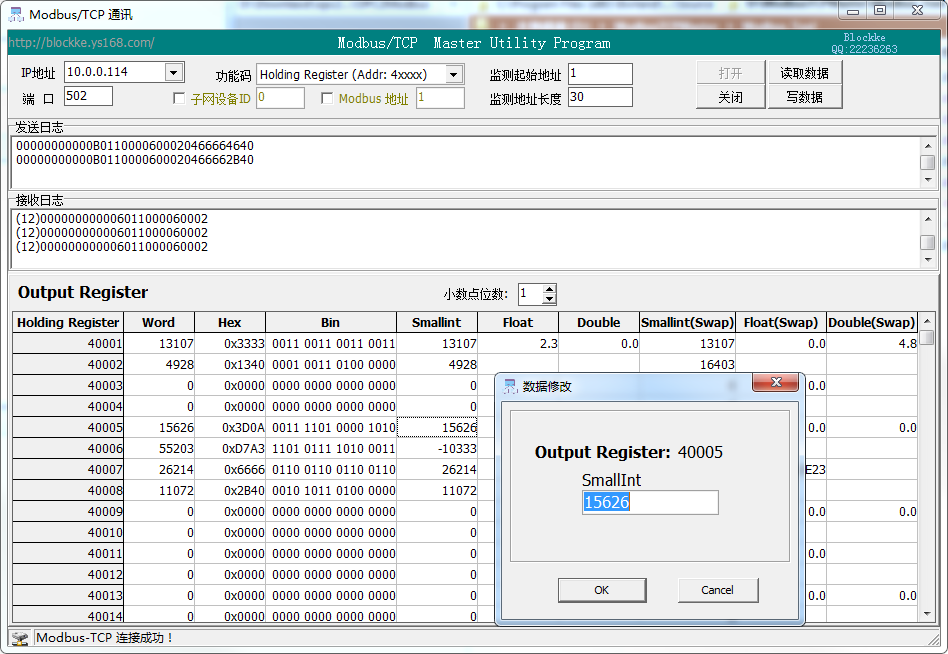 Modbus/TCP 通讯
http://blockke.ys168.com/
Modbus/TCP Master Utility Program
Blockke
QQ:22236263
IP地址 10.0.0.114 功能码 Holding Register (Addr: 4xxxx) 监测起始地址 1 打开 读取数据
端 口 502 子网设备ID 0 Modbus 地址 1 监测地址长度 30 关闭 写数据
发送日志
00000000000B0110000600020466664640
00000000000B0110000600020466662B40
接收日志
(12)000000000006011000060002
(12)000000000006011000060002
(12)000000000006011000060002
Output Register 小数点位数: 1
Holding Register Word Hex Bin Smallint Float Double Smallint(Swap) Float(Swap) Double(Swap)
40001 13107 0x3333 0011 0011 0011 0011 13107 2.3 0.0 13107 0.0 4.8
40002 4928 0x1340 0001 0011 0100 0000 4928 16403
40003 0 0x0000 0000 0000 0000 0000 0 0.0
40004 0 0x0000 0000 0000 0000 0000 0
40005 15626 0x3D0A 0011 1101 0000 1010 15626 0.0 0.0
40006 55203 0xD7A3 1101 0111 1010 0011 -10333
40007 26214 0x6666 0110 0110 0110 0110 26214 E23
40008 11072 0x2B40 0010 1011 0100 0000 11072
40009 0 0x0000 0000 0000 0000 0000 0 0.0 0.0
40010 0 0x0000 0000 0000 0000 0000 0
40011 0 0x0000 0000 0000 0000 0000 0 0.0
40012 0 0x0000 0000 0000 0000 0000 0
40013 0 0x0000 0000 0000 0000 0000 0 0.0 0.0
40014 0 0x0000 0000 0000 0000 0000 0
数据修改
Output Register: 40005
SmallInt
15626
OK Cancel
Modbus-TCP 连接成功！